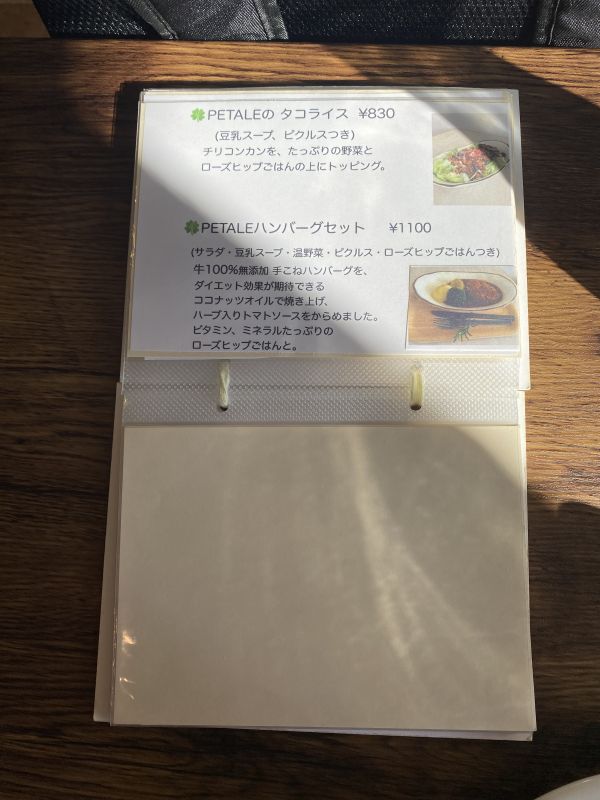 🍀PETALEの タコライス ¥830
(豆乳スープ、ピクルスつき)
チリコンカンを、たっぷりの野菜と
ローズヒップごはんの上にトッピング。
🍀PETALEハンバーグセット ¥1100
(サラダ・豆乳スープ・温野菜・ピクルス・ローズヒップごはんつき)
牛100%無添加 手こねハンバーグを、
ダイエット効果が期待できる
ココナッツオイルで焼き上げ、
ハーブ入りトマトソースをからめました。
ビタミン、ミネラルたっぷりの
ローズヒップごはんと。